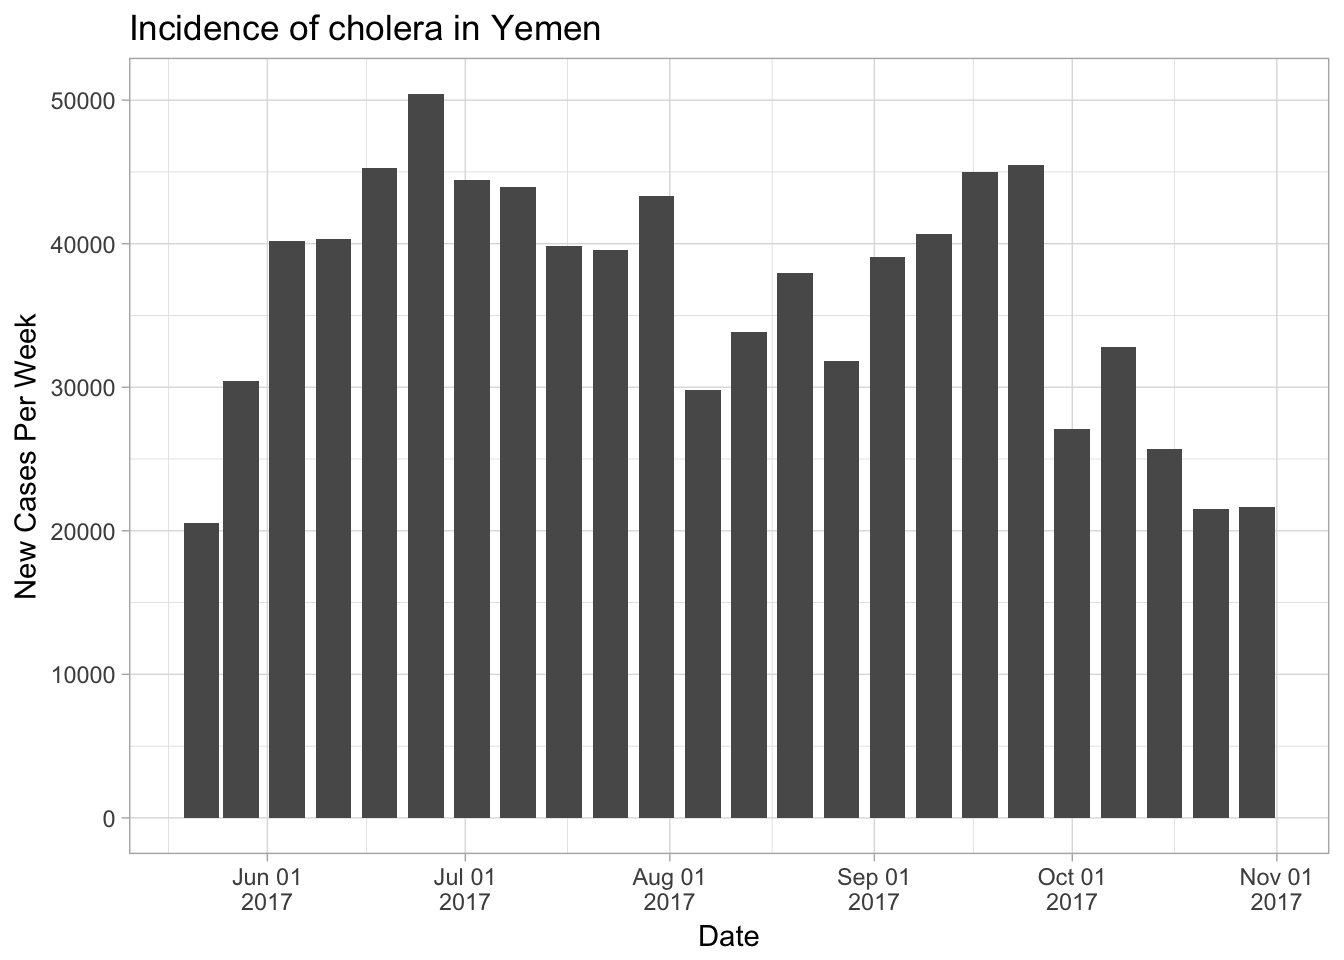 Incidence of cholera in Yemen
50000
40000
30000
20000
10000
0
New Cases Per Week
Jun 01
2017
Jul 01
2017
Aug 01
2017
Sep 01
2017
Oct 01
2017
Nov 01
2017
Date